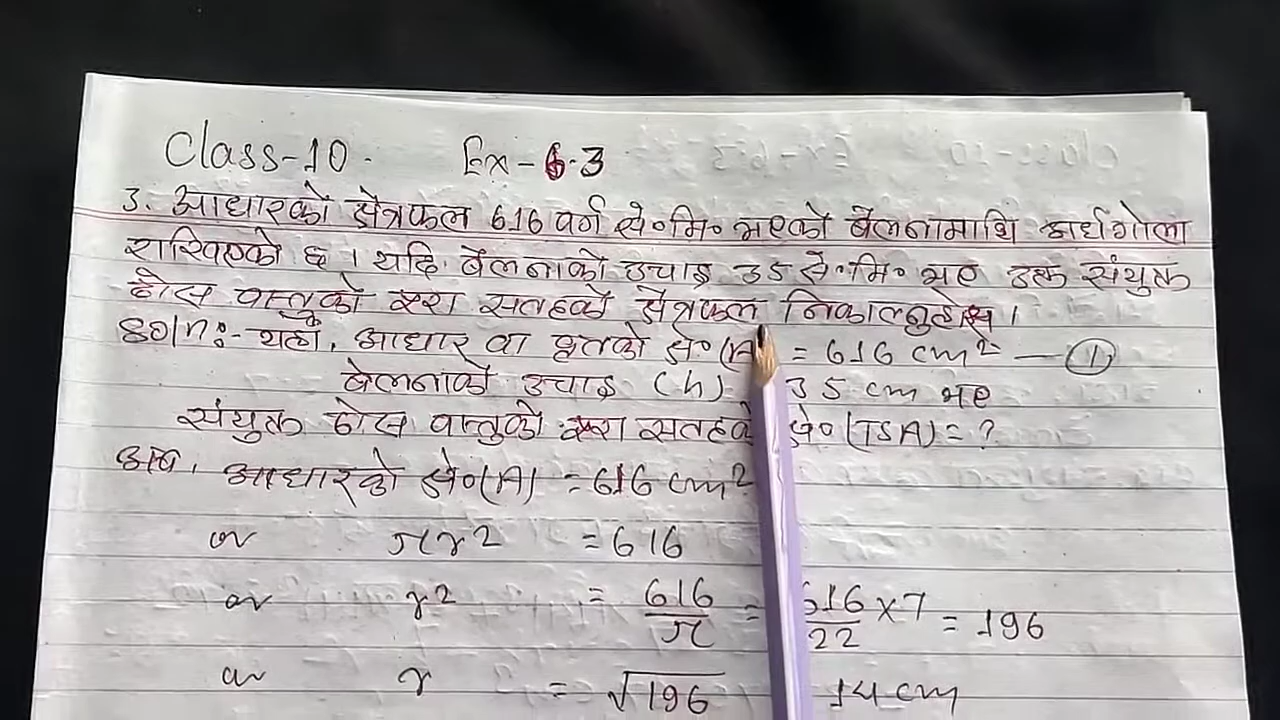 Class-10. Ex-6.3
3. आधारको क्षेत्रफल 616 वर्ग से॰मि॰ भएको बेलनामाथि अर्धगोला
राखिएको छ । यदि बेलनाको उचाइ 35 से॰मि॰ भए उक्त संयुक्त
ठोस वस्तुको पूरा सतहको क्षेत्रफल निकाल्नुहोस् ।
Soln:- यहाँ, आधार वा वृतको क्षे०(A) = 616 cm² — ①
बेलनाको उचाइ (h) 35 cm भए
संयुक्त ठोस वस्तुको पूरा सतहको क्षे०(TSA) = ?
अब, आधारको क्षे०(A) = 616 cm²
or πr² = 616
or r² = 616/π = 616/22 × 7 = 196
or r = √196 14 cm